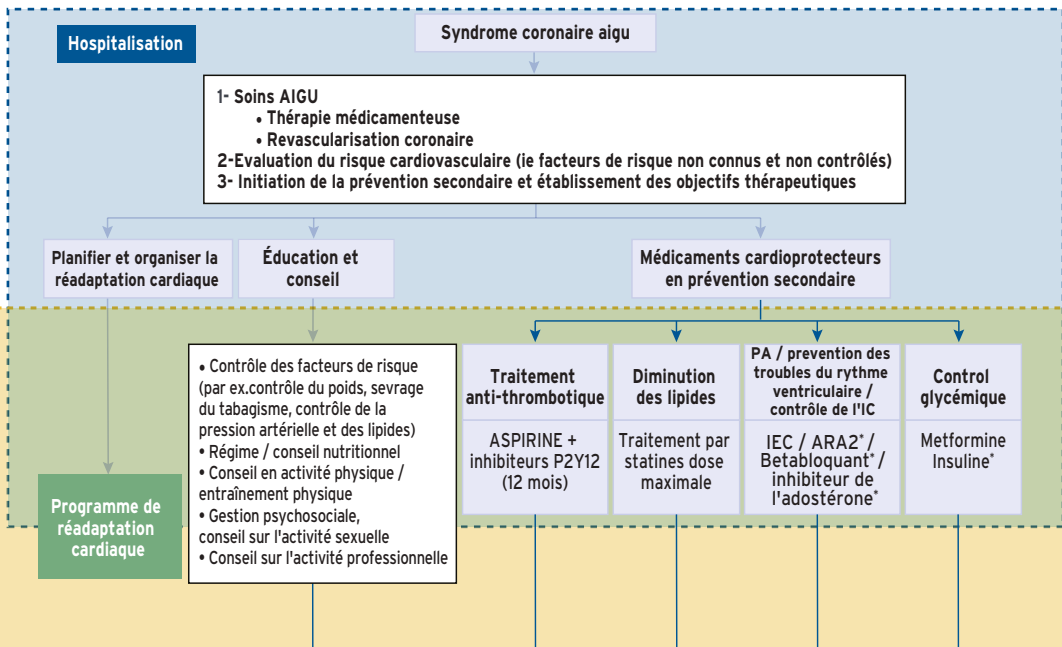 Hospitalisation
Syndrome coronaire aigu
1- Soins AIGU
• Thérapie médicamenteuse
• Revascularisation coronaire
2-Evaluation du risque cardiovasculaire (ie facteurs de risque non connus et non contrôlés)
3- Initiation de la prévention secondaire et établissement des objectifs thérapeutiques
Planifier et organiser la
réadaptation cardiaque
Éducation et
conseil
Médicaments cardioprotecteurs
en prévention secondaire
• Contrôle des facteurs de risque
(par ex.contrôle du poids, sevrage
du tabagisme, contrôle de la
pression artérielle et des lipides)
• Régime / conseil nutritionnel
• Conseil en activité physique /
entraînement physique
• Gestion psychosociale,
conseil sur l'activité sexuelle
• Conseil sur l'activité professionnelle
Traitement
anti-thrombotique
ASPIRINE +
inhibiteurs P2Y12
(12 mois)
Diminution
des lipides
Traitement par
statines dose
maximale
PA / prevention des
troubles du rythme
ventriculaire /
contrôle de l'IC
IEC / ARA2* /
Betabloquant* /
inhibiteur de
l'adostérone*
Control
glycémique
Metformine
Insuline*
Programme de
réadaptation
cardiaque